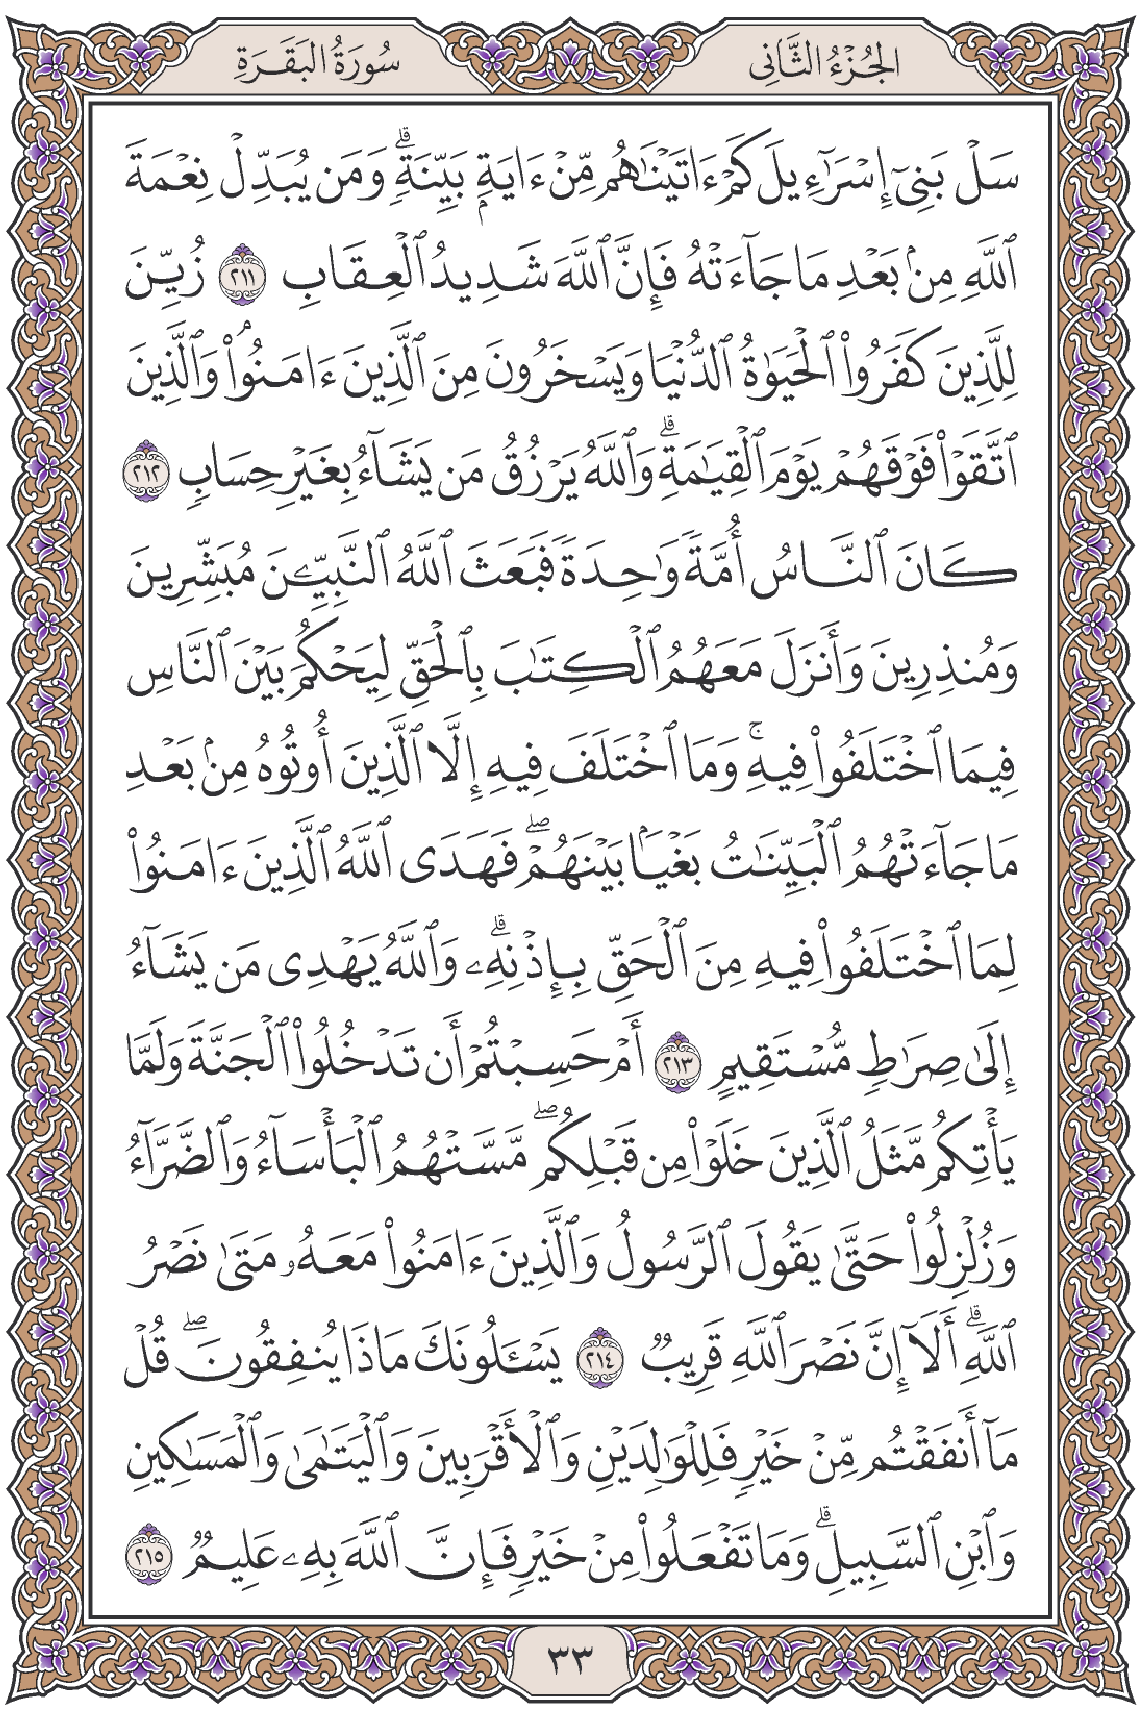 الجُزْءُ الثَّانِي
سُورَةُ البَقَرَةِ
سَلْ بَنِيٓ إِسْرَٰٓءِيلَ كَمْ ءَاتَيْنَٰهُم مِّنْ ءَايَةِۭ بَيِّنَةٖۗ وَمَن يُبَدِّلْ نِعْمَةَ
ٱللَّهِ مِنۢ بَعْدِ مَا جَآءَتْهُ فَإِنَّ ٱللَّهَ شَدِيدُ ٱلْعِقَابِ ٢١١ زُيِّنَ
لِلَّذِينَ كَفَرُوا۟ ٱلْحَيَوٰةُ ٱلدُّنْيَا وَيَسْخَرُونَ مِنَ ٱلَّذِينَ ءَامَنُوا۟ۘ وَٱلَّذِينَ
ٱتَّقَوْا۟ فَوْقَهُمْ يَوْمَ ٱلْقِيَٰمَةِۗ وَٱللَّهُ يَرْزُقُ مَن يَشَآءُ بِغَيْرِ حِسَابٖ ٢١٢
كَانَ ٱلنَّاسُ أُمَّةٗ وَٰحِدَةٗ فَبَعَثَ ٱللَّهُ ٱلنَّبِيِّـۧنَ مُبَشِّرِينَ
وَمُنذِرِينَ وَأَنزَلَ مَعَهُمُ ٱلْكِتَٰبَ بِٱلْحَقِّ لِيَحْكُمَ بَيْنَ ٱلنَّاسِ
فِيمَا ٱخْتَلَفُوا۟ فِيهِۚ وَمَا ٱخْتَلَفَ فِيهِ إِلَّا ٱلَّذِينَ أُوتُوهُ مِنۢ بَعْدِ
مَا جَآءَتْهُمُ ٱلْبَيِّنَٰتُ بَغْيَۢا بَيْنَهُمْۖ فَهَدَى ٱللَّهُ ٱلَّذِينَ ءَامَنُوا۟
لِمَا ٱخْتَلَفُوا۟ فِيهِ مِنَ ٱلْحَقِّ بِإِذْنِهِۦۗ وَٱللَّهُ يَهْدِى مَن يَشَآءُ
إِلَىٰ صِرَٰطٖ مُّسْتَقِيمٍ ٢١٣ أَمْ حَسِبْتُمْ أَن تَدْخُلُوا۟ ٱلْجَنَّةَ وَلَمَّا
يَأْتِكُم مَّثَلُ ٱلَّذِينَ خَلَوْا۟ مِن قَبْلِكُمۖ مَّسَّتْهُمُ ٱلْبَأْسَآءُ وَٱلضَّرَّآءُ
وَزُلْزِلُوا۟ حَتَّىٰ يَقُولَ ٱلرَّسُولُ وَٱلَّذِينَ ءَامَنُوا۟ مَعَهُۥ مَتَىٰ نَصْرُ
ٱللَّهِۗ أَلَآ إِنَّ نَصْرَ ٱللَّهِ قَرِيبٞ ٢١٤ يَسْـَٔلُونَكَ مَاذَا يُنفِقُونَۖ قُلْ
مَآ أَنفَقْتُم مِّنْ خَيْرٖ فَلِلْوَٰلِدَيْنِ وَٱلْأَقْرَبِينَ وَٱلْيَتَٰمَىٰ وَٱلْمَسَٰكِينِ
وَٱبْنِ ٱلسَّبِيلِۗ وَمَا تَفْعَلُوا۟ مِنْ خَيْرٖ فَإِنَّ ٱللَّهَ بِهِۦ عَلِيمٞ ٢١٥
٣٣